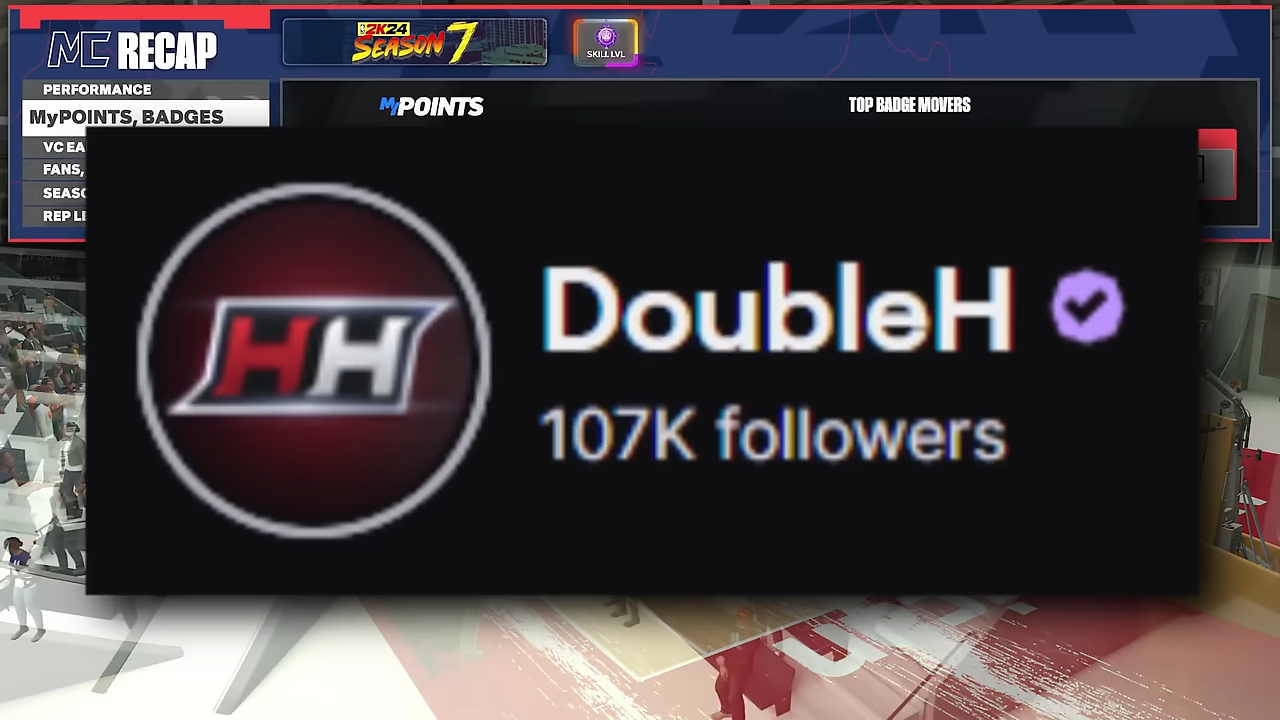 MC RECAP
2K24
SEASON 7
SKILL LVL
PERFORMANCE
MyPOINTS, BADGES
VC EA
FANS,
SEASO
REP LI
MyPOINTS
TOP BADGE MOVERS
HH
DoubleH
107K followers